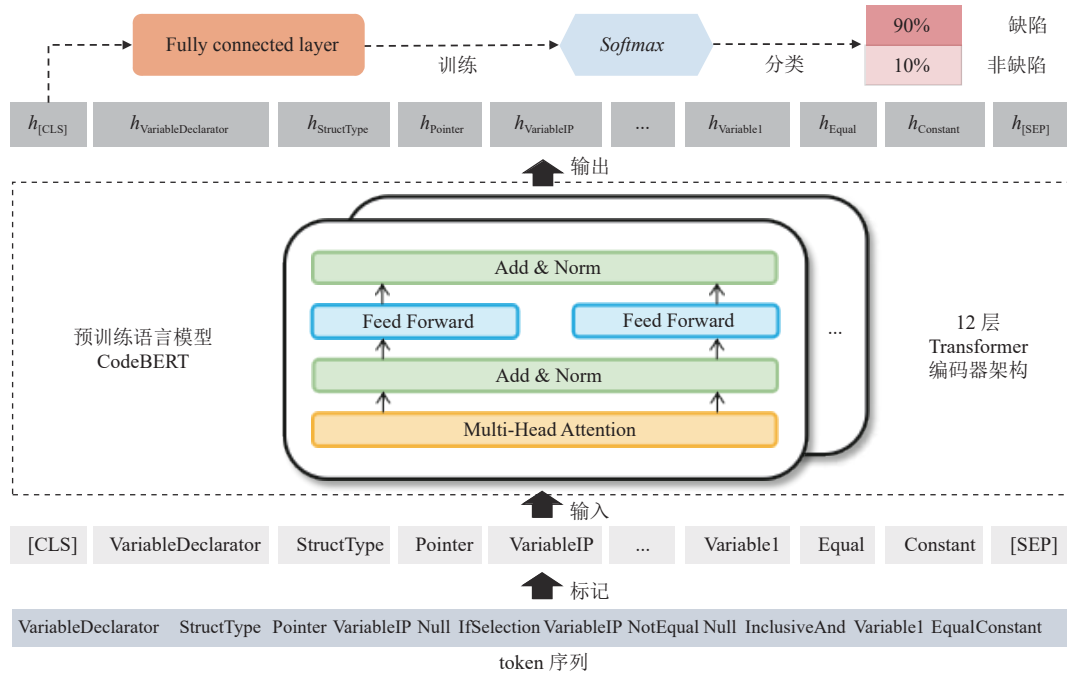 Fully connected layer
训练
Softmax
分类
90%
缺陷
10%
非缺陷
h[CLS] hVariableDeclarator hStructType hPointer hVariableIP ... hVariable1 hEqual hConstant h[SEP]
输出
Add & Norm
Feed Forward Feed Forward
Add & Norm
Multi-Head Attention
...
预训练语言模型
CodeBERT
12 层
Transformer
编码器架构
输入
[CLS] VariableDeclarator StructType Pointer VariableIP ... Variable1 Equal Constant [SEP]
标记
VariableDeclarator StructType Pointer VariableIP Null IfSelection VariableIP NotEqual Null InclusiveAnd Variable1 EqualConstant
token 序列